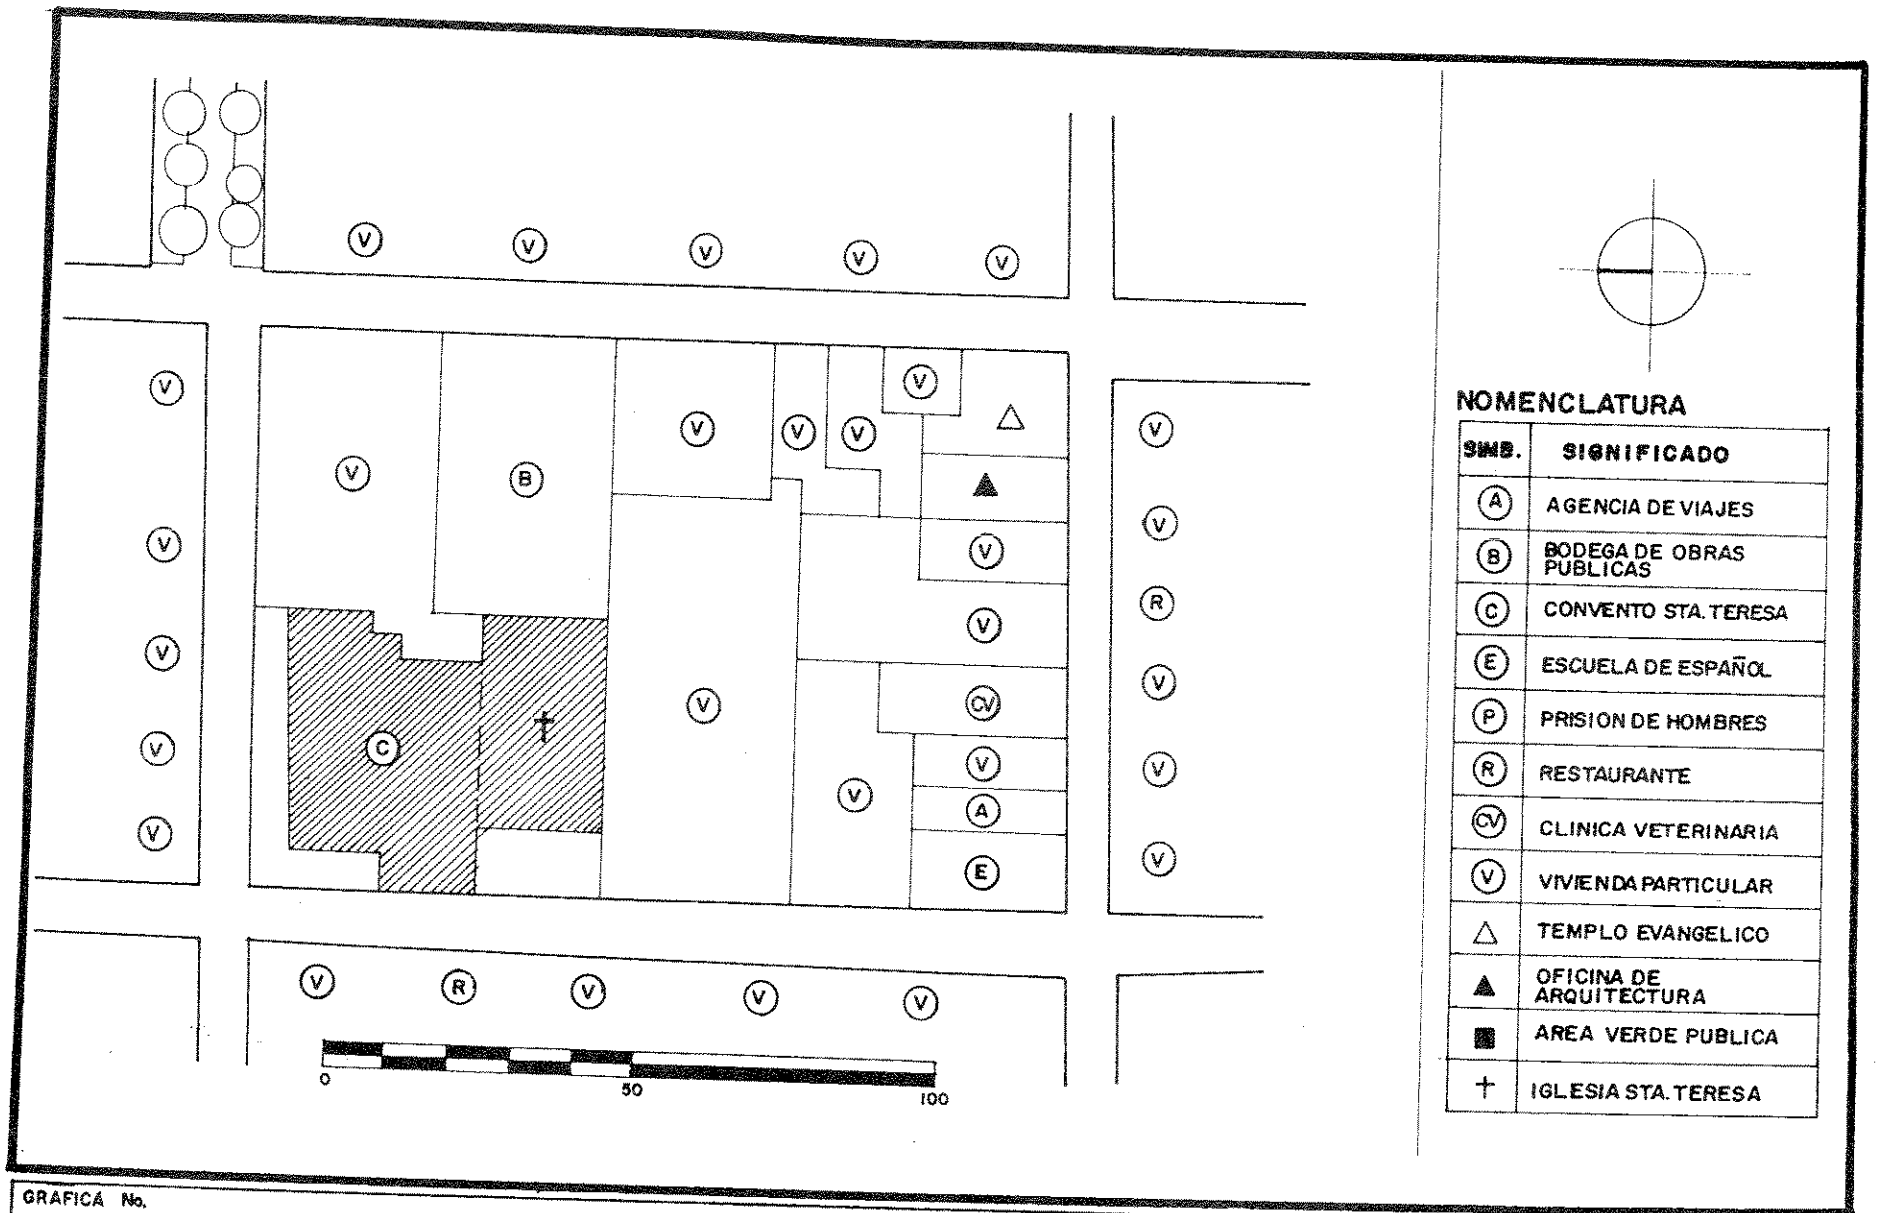 V V V V V
V V V V V V V
B V
V R
V V
V CV V
C † V V
V A
V E V
V R V V V
0 50 100
NOMENCLATURA
SIMB. SIGNIFICADO
A AGENCIA DE VIAJES
B BODEGA DE OBRAS
PUBLICAS
C CONVENTO STA. TERESA
E ESCUELA DE ESPAÑOL
P PRISION DE HOMBRES
R RESTAURANTE
CV CLINICA VETERINARIA
V VIVIENDA PARTICULAR
TEMPLO EVANGELICO
OFICINA DE
ARQUITECTURA
AREA VERDE PUBLICA
† IGLESIA STA. TERESA
GRAFICA No.